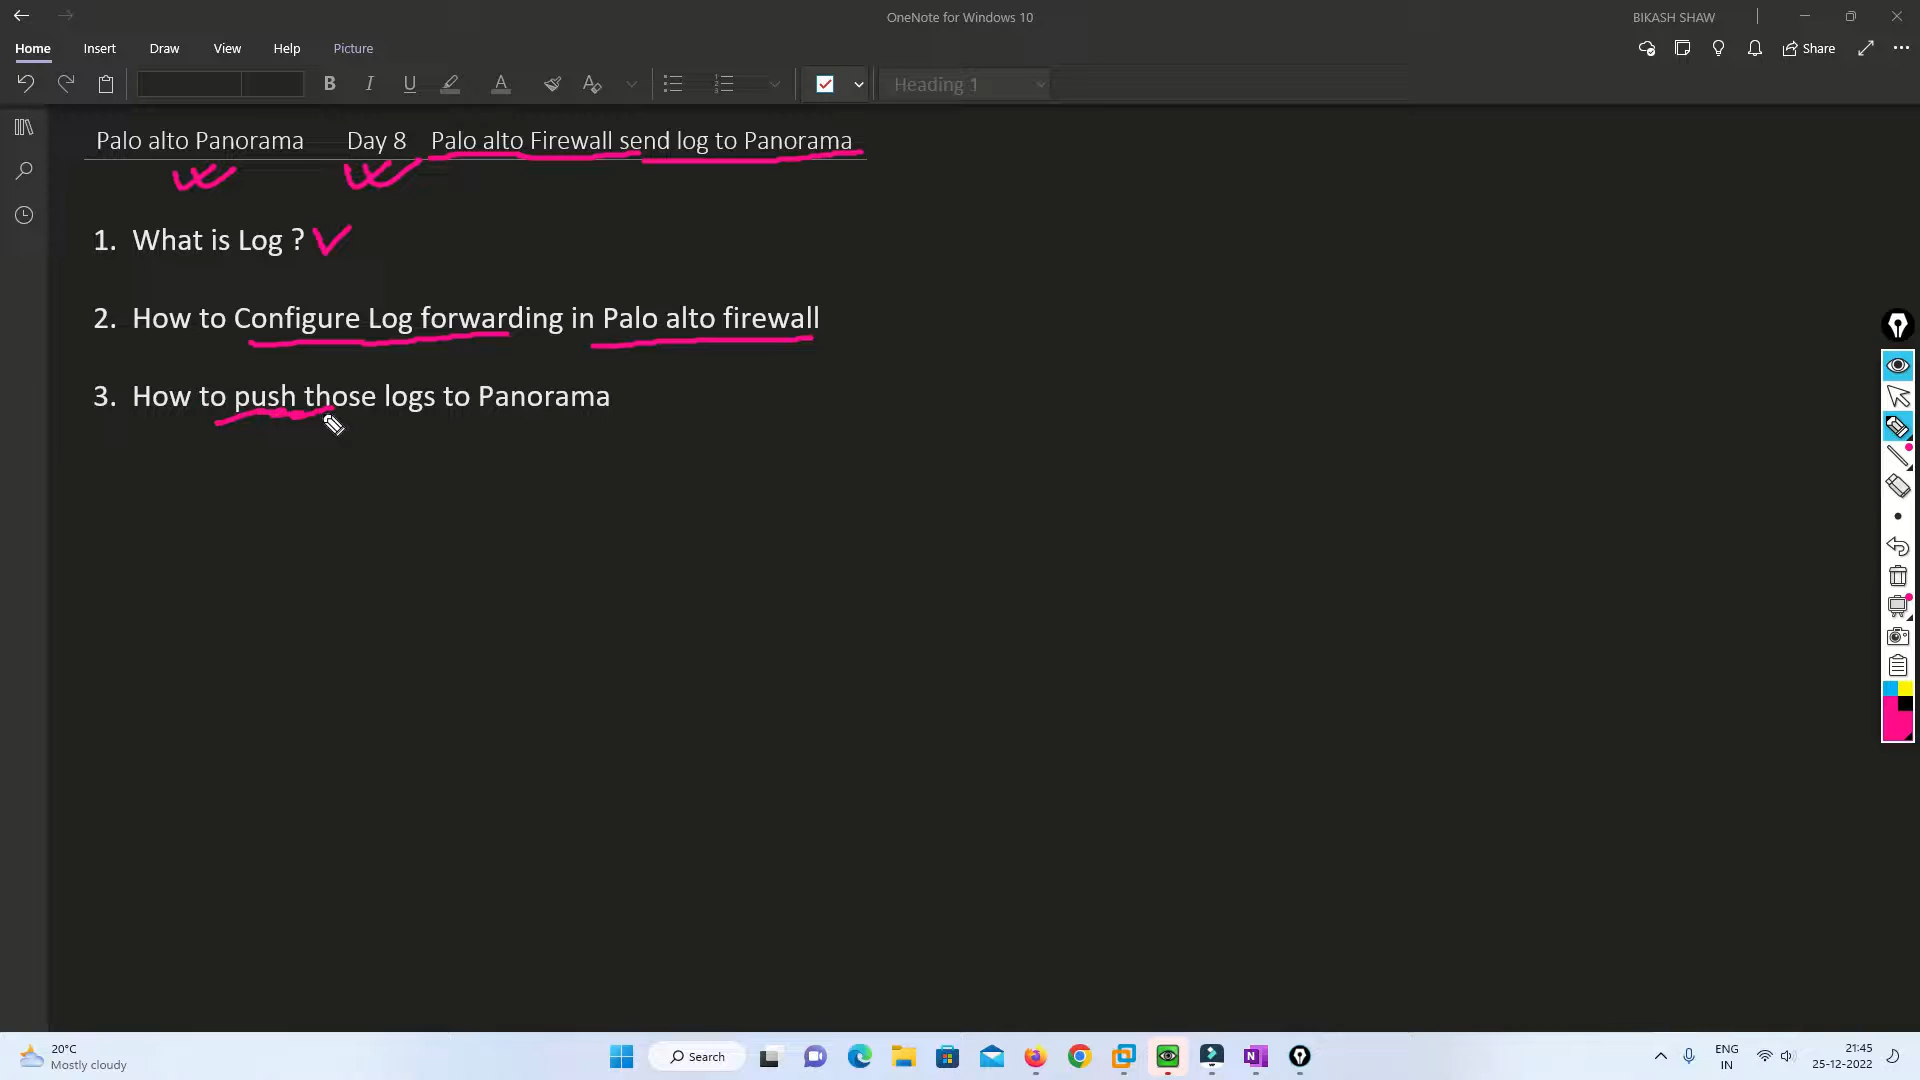 OneNote for Windows 10
BIKASH SHAW
Home Insert Draw View Help Picture
Share
B I U A A Heading 1
Palo alto Panorama Day 8 Palo alto Firewall send log to Panorama
1. What is Log ?
2. How to Configure Log forwarding in Palo alto firewall
3. How to push those logs to Panorama
20°C
Mostly cloudy
Search
ENG
IN
21:45
25-12-2022